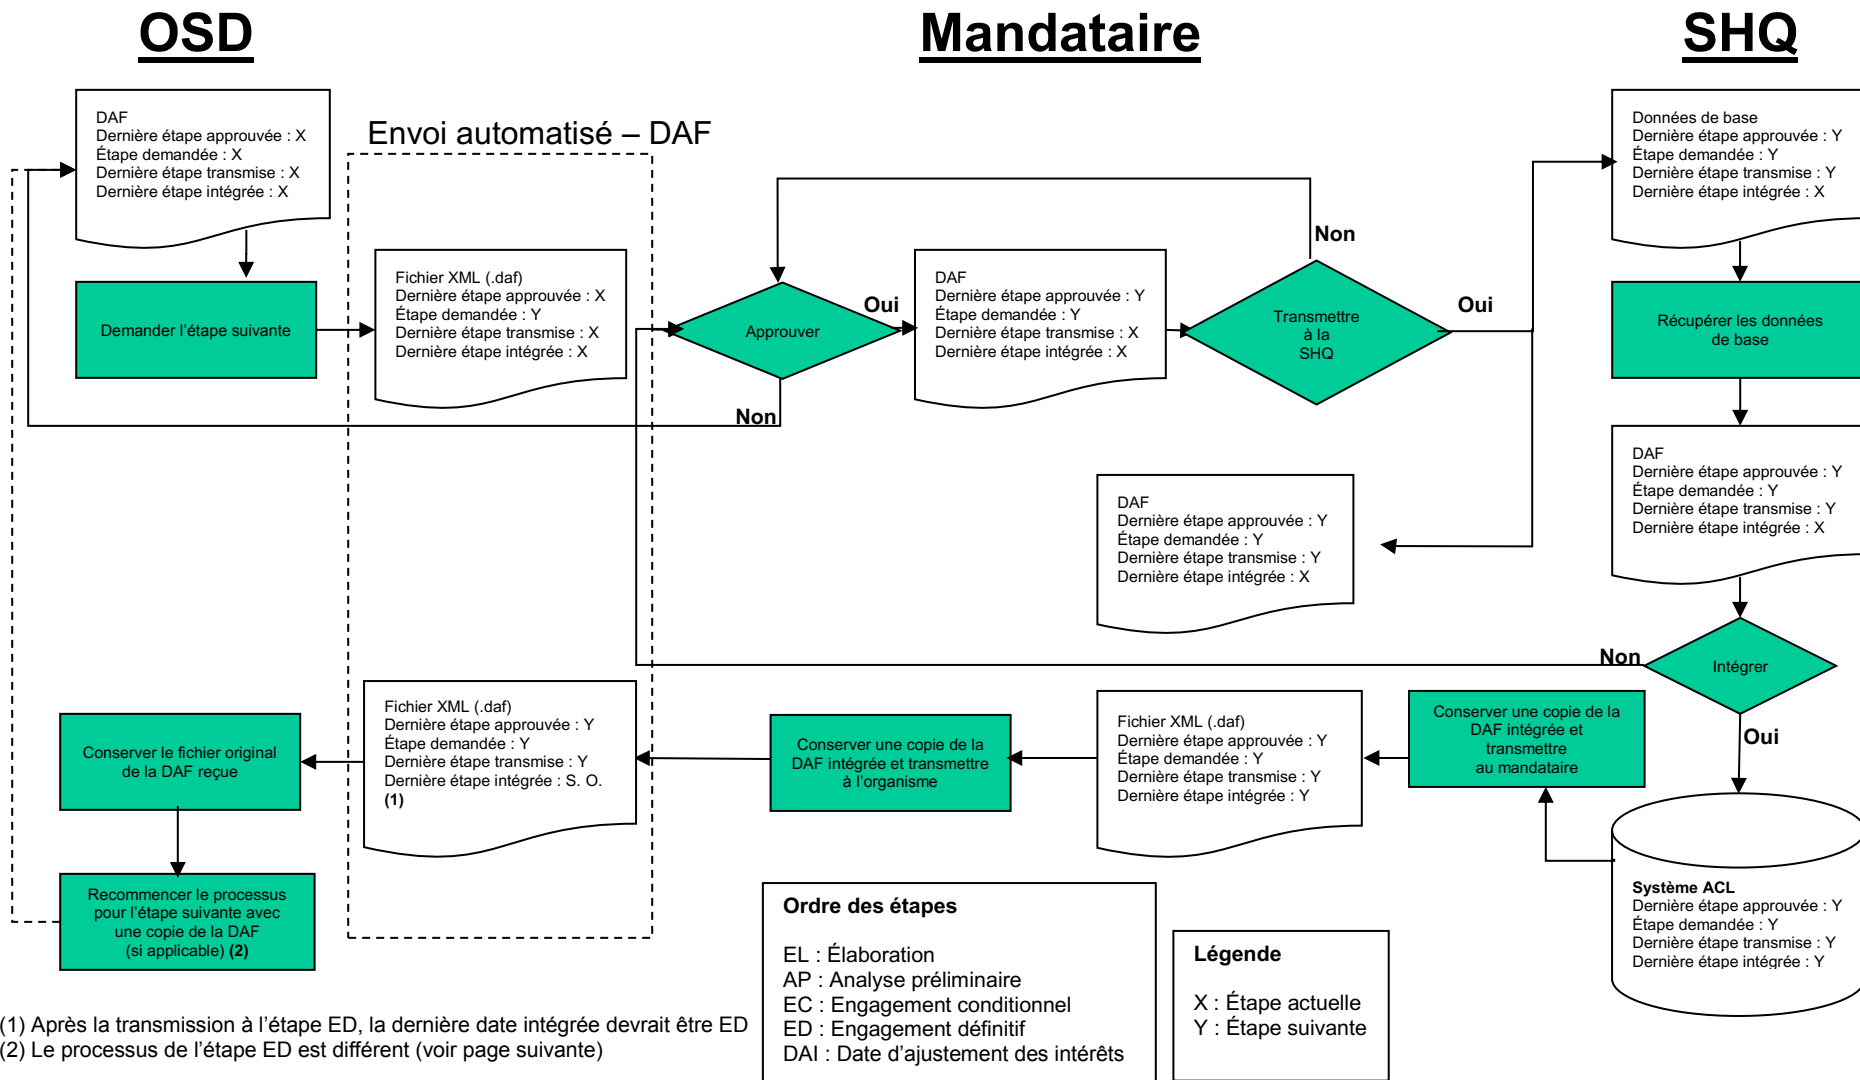 OSD
Mandataire
SHQ
DAF
Dernière étape approuvée : X
Étape demandée : X
Dernière étape transmise : X
Dernière étape intégrée : X
Envoi automatisé – DAF
Demander l'étape suivante
Fichier XML (.daf)
Dernière étape approuvée : X
Étape demandée : Y
Dernière étape transmise : X
Dernière étape intégrée : X
Approuver
Oui
Non
DAF
Dernière étape approuvée : Y
Étape demandée : Y
Dernière étape transmise : X
Dernière étape intégrée : X
Transmettre
à la
SHQ
Non
Oui
Données de base
Dernière étape approuvée : Y
Étape demandée : Y
Dernière étape transmise : Y
Dernière étape intégrée : X
Récupérer les données
de base
DAF
Dernière étape approuvée : Y
Étape demandée : Y
Dernière étape transmise : Y
Dernière étape intégrée : X
DAF
Dernière étape approuvée : Y
Étape demandée : Y
Dernière étape transmise : Y
Dernière étape intégrée : X
Intégrer
Non
Oui
Système ACL
Dernière étape approuvée : Y
Étape demandée : Y
Dernière étape transmise : Y
Dernière étape intégrée : Y
Conserver une copie de la
DAF intégrée et
transmettre
au mandataire
Fichier XML (.daf)
Dernière étape approuvée : Y
Étape demandée : Y
Dernière étape transmise : Y
Dernière étape intégrée : Y
Conserver une copie de la
DAF intégrée et transmettre
à l'organisme
Fichier XML (.daf)
Dernière étape approuvée : Y
Étape demandée : Y
Dernière étape transmise : Y
Dernière étape intégrée : S. O.
(1)
Conserver le fichier original
de la DAF reçue
Recommencer le processus
pour l'étape suivante avec
une copie de la DAF
(si applicable) (2)
Ordre des étapes
EL : Élaboration
AP : Analyse préliminaire
EC : Engagement conditionnel
ED : Engagement définitif
DAI : Date d'ajustement des intérêts
Légende
X : Étape actuelle
Y : Étape suivante
(1) Après la transmission à l'étape ED, la dernière date intégrée devrait être ED
(2) Le processus de l'étape ED est différent (voir page suivante)